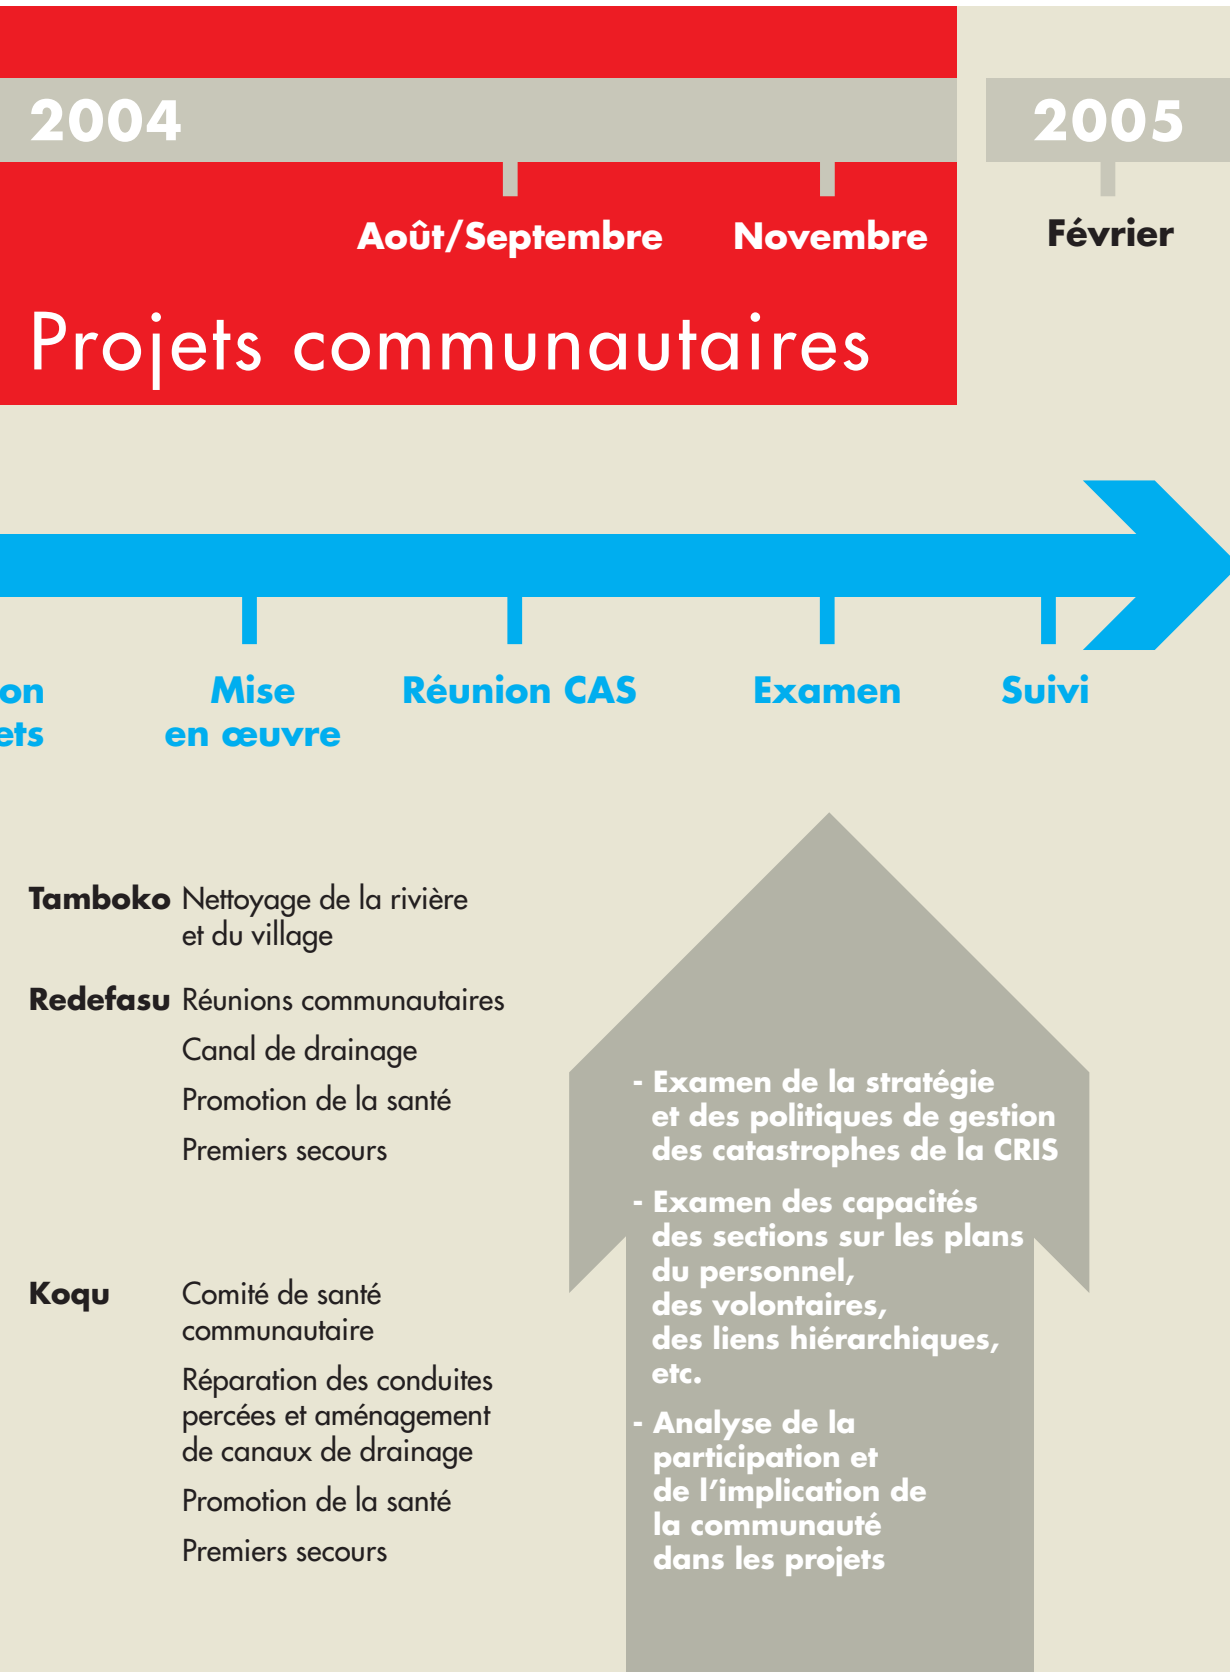 2004
2005
Août/Septembre
Novembre
Février
Projets communautaires
Mise
en œuvre
Réunion CAS
Examen
Suivi
Tamboko Nettoyage de la rivière
et du village
Redefasu Réunions communautaires
Canal de drainage
Promotion de la santé
Premiers secours
Koqu Comité de santé
communautaire
Réparation des conduites
percées et aménagement
de canaux de drainage
Promotion de la santé
Premiers secours
- Examen de la stratégie
et des politiques de gestion
des catastrophes de la CRIS
- Examen des capacités
des sections sur les plans
du personnel,
des volontaires,
des liens hiérarchiques,
etc.
- Analyse de la
participation et
de l'implication de
la communauté
dans les projets